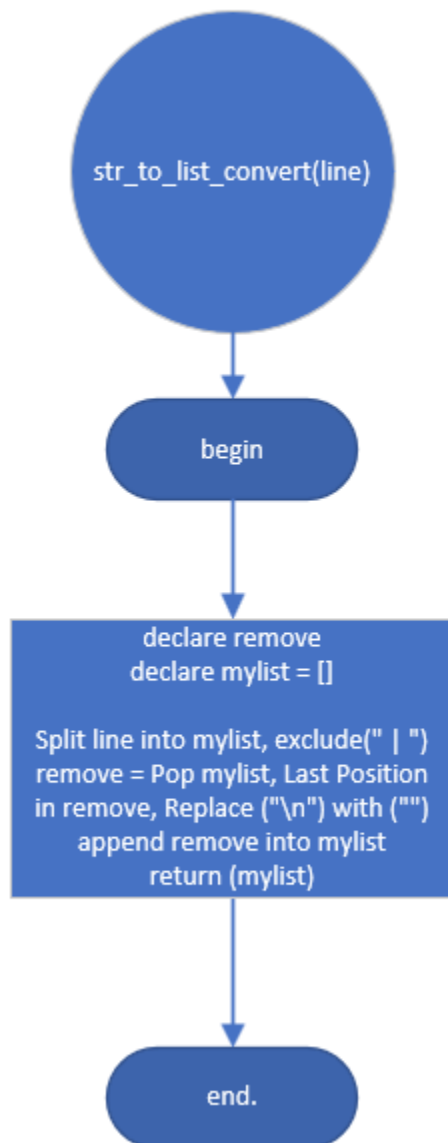 str_to_list_convert(line)
begin
declare remove
declare mylist = []
Split line into mylist, exclude(" | ")
remove = Pop mylist, Last Position
in remove, Replace ("\n") with ("")
append remove into mylist
return (mylist)
end.